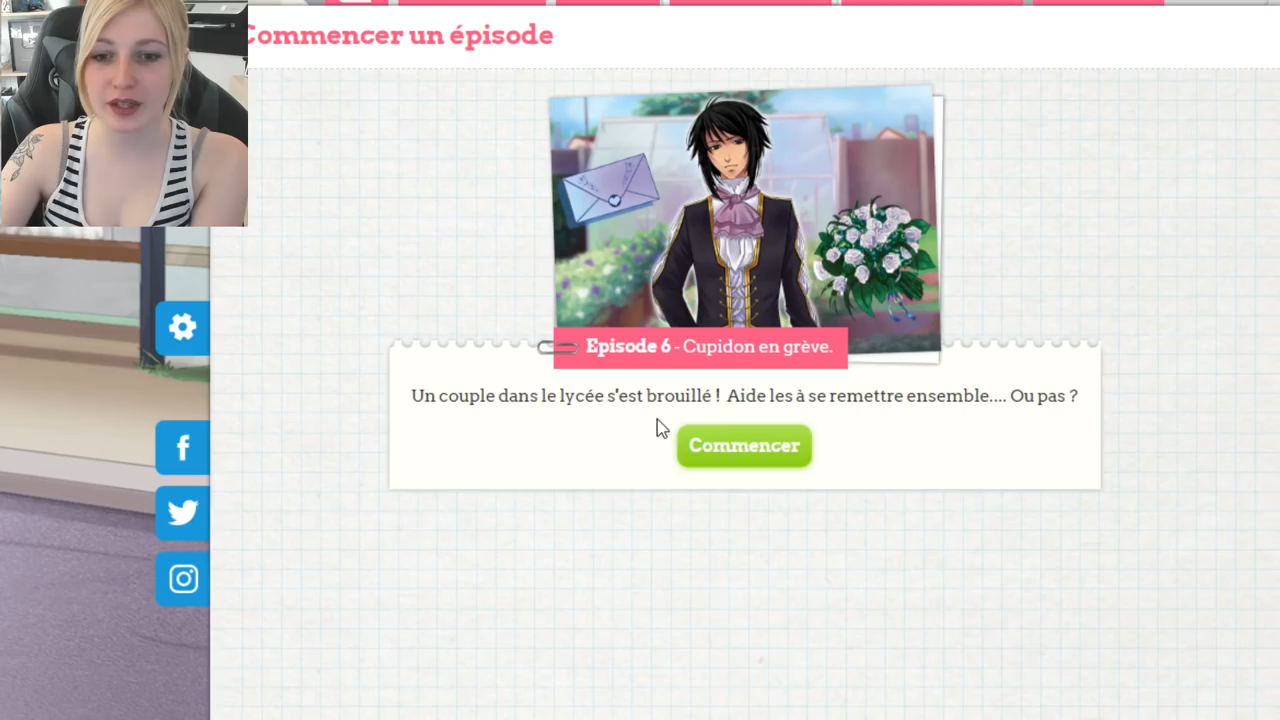 Commencer un épisode
Episode 6 - Cupidon en grève.
Un couple dans le lycée s'est brouillé ! Aide les à se remettre ensemble.... Ou pas ?
Commencer